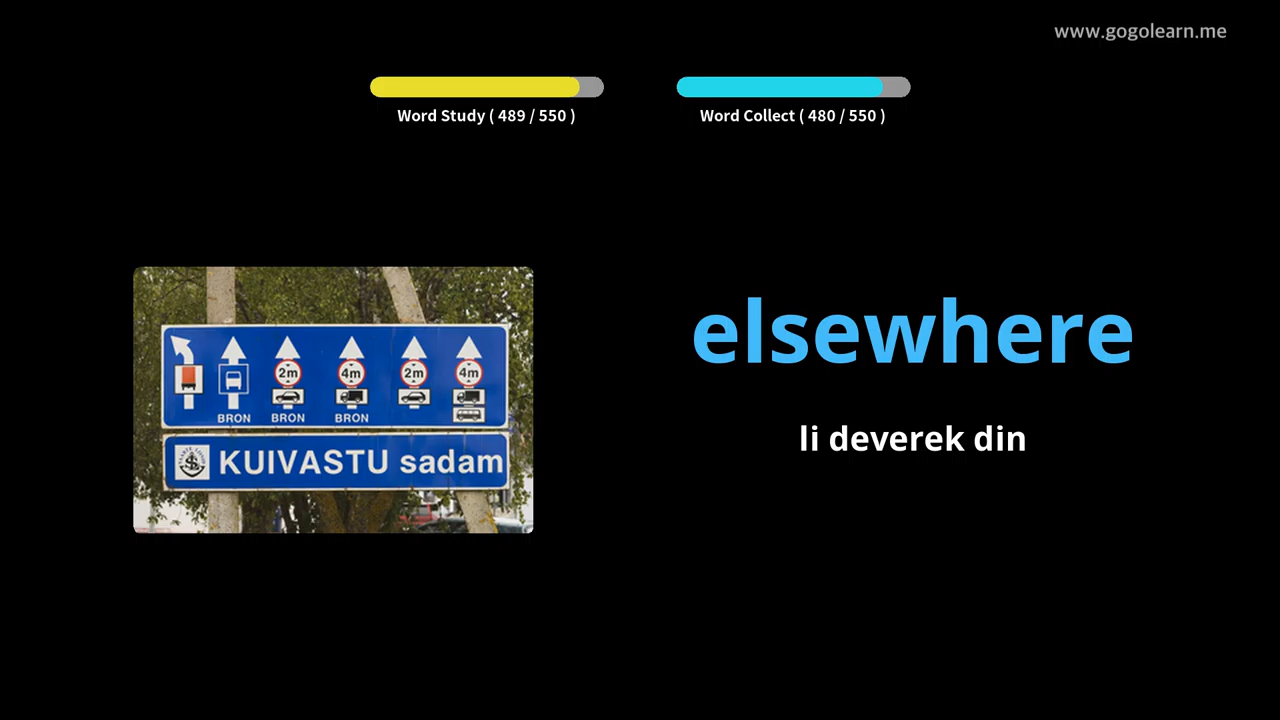 www.gogolearn.me
Word Study ( 489 / 550 )
Word Collect ( 480 / 550 )
2m 4m 2m 4m
BRON BRON BRON
KUIVASTU sadam
elsewhere
li deverek din